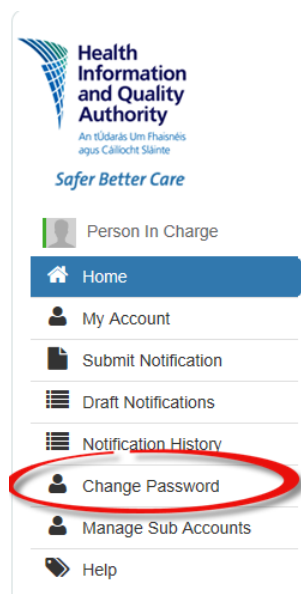 Health
Information
and Quality
Authority
An tÚdarás Um Fhaisnéis
agus Cáilíocht Sláinte
Safer Better Care
Person In Charge
Home
My Account
Submit Notification
Draft Notifications
Notification History
Change Password
Manage Sub Accounts
Help